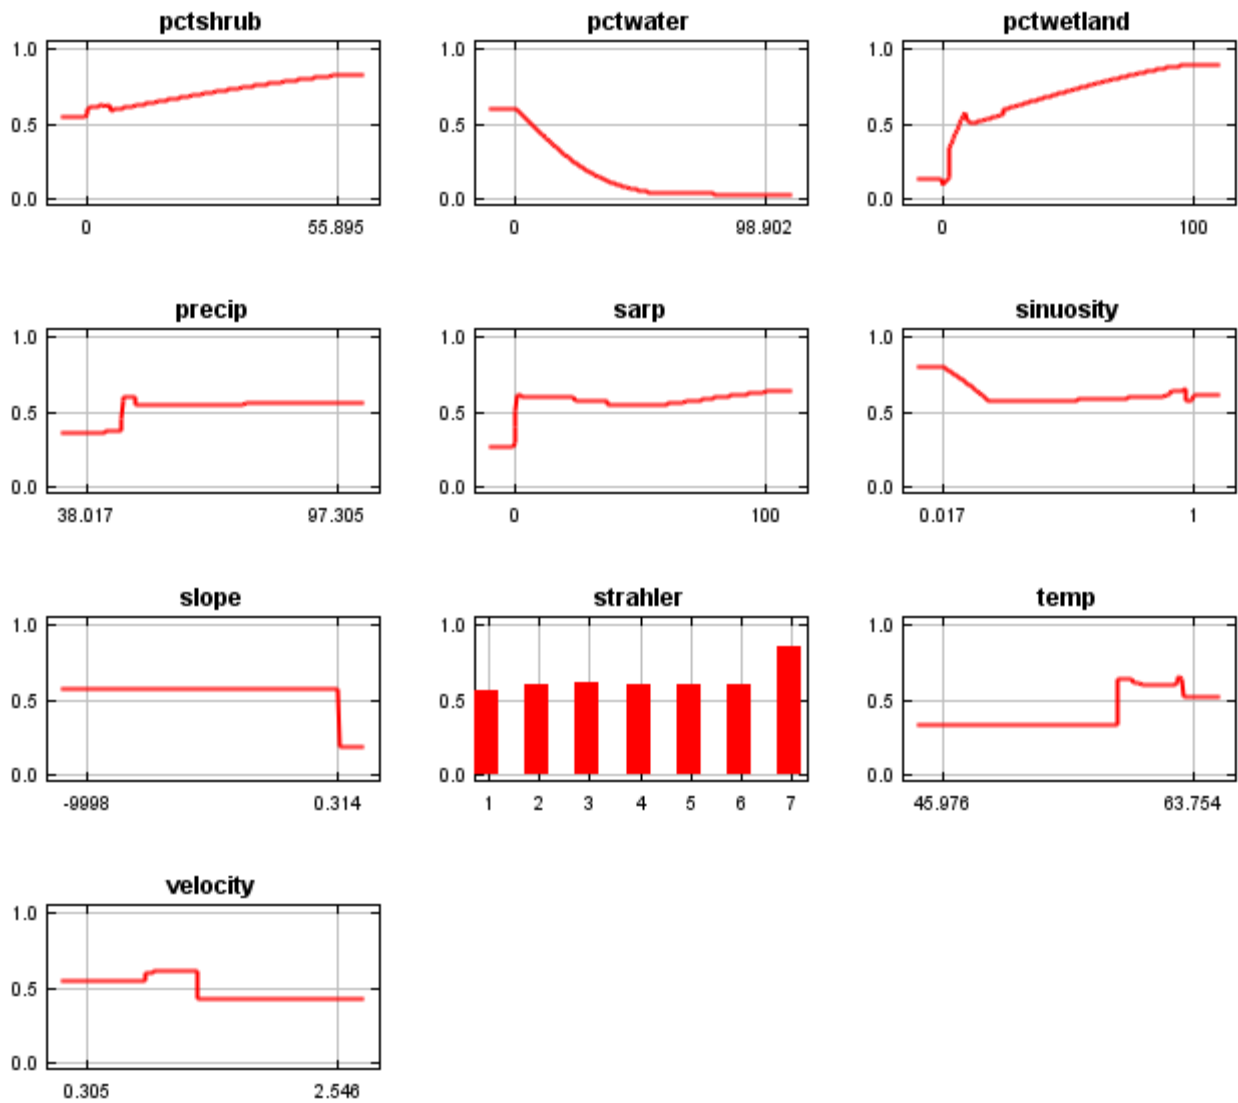 pctshrub pctwater pctwetland
1.0 1.0 1.0
0.5 0.5 0.5
0.0 0.0 0.0
0 55.895 0 98.902 0 100
precip sarp sinuosity
1.0 1.0 1.0
0.5 0.5 0.5
0.0 0.0 0.0
38.017 97.305 0 100 0.017 1
slope strahler temp
1.0 1.0 1.0
0.5 0.5 0.5
0.0 0.0 0.0
-9998 0.314 1 2 3 4 5 6 7 45.976 63.754
velocity
1.0
0.5
0.0
0.305 2.546